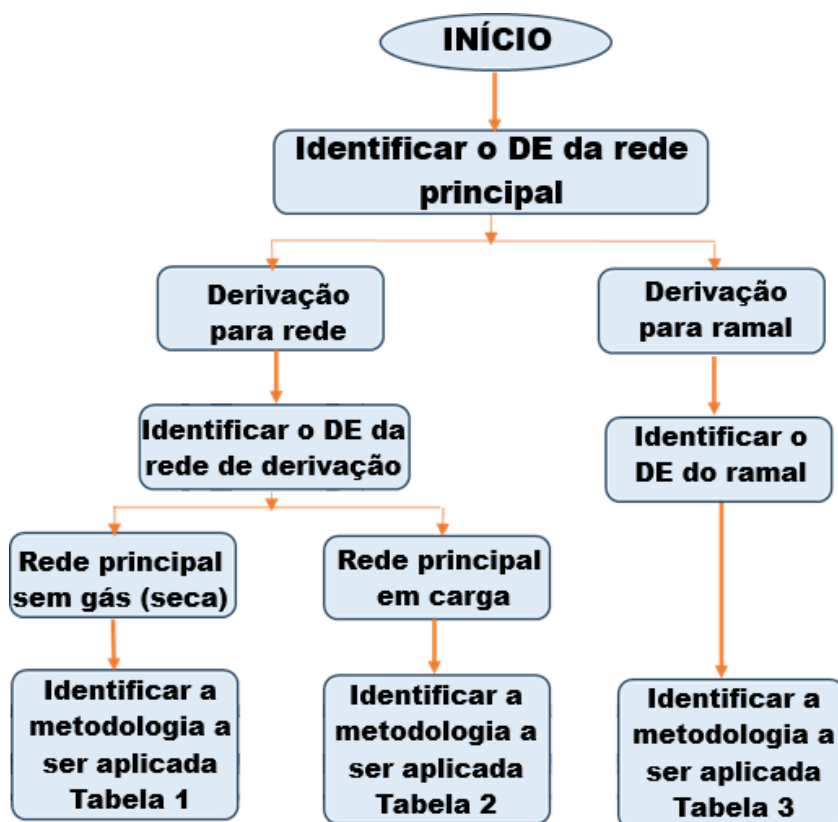 INÍCIO
Identificar o DE da rede
principal
Derivação
para rede
Derivação
para ramal
Identificar o DE da
rede de derivação
Identificar o
DE do ramal
Rede principal
sem gás (seca)
Rede principal
em carga
Identificar a
metodologia a
ser aplicada
Tabela 1
Identificar a
metodologia a
ser aplicada
Tabela 2
Identificar a
metodologia a
ser aplicada
Tabela 3